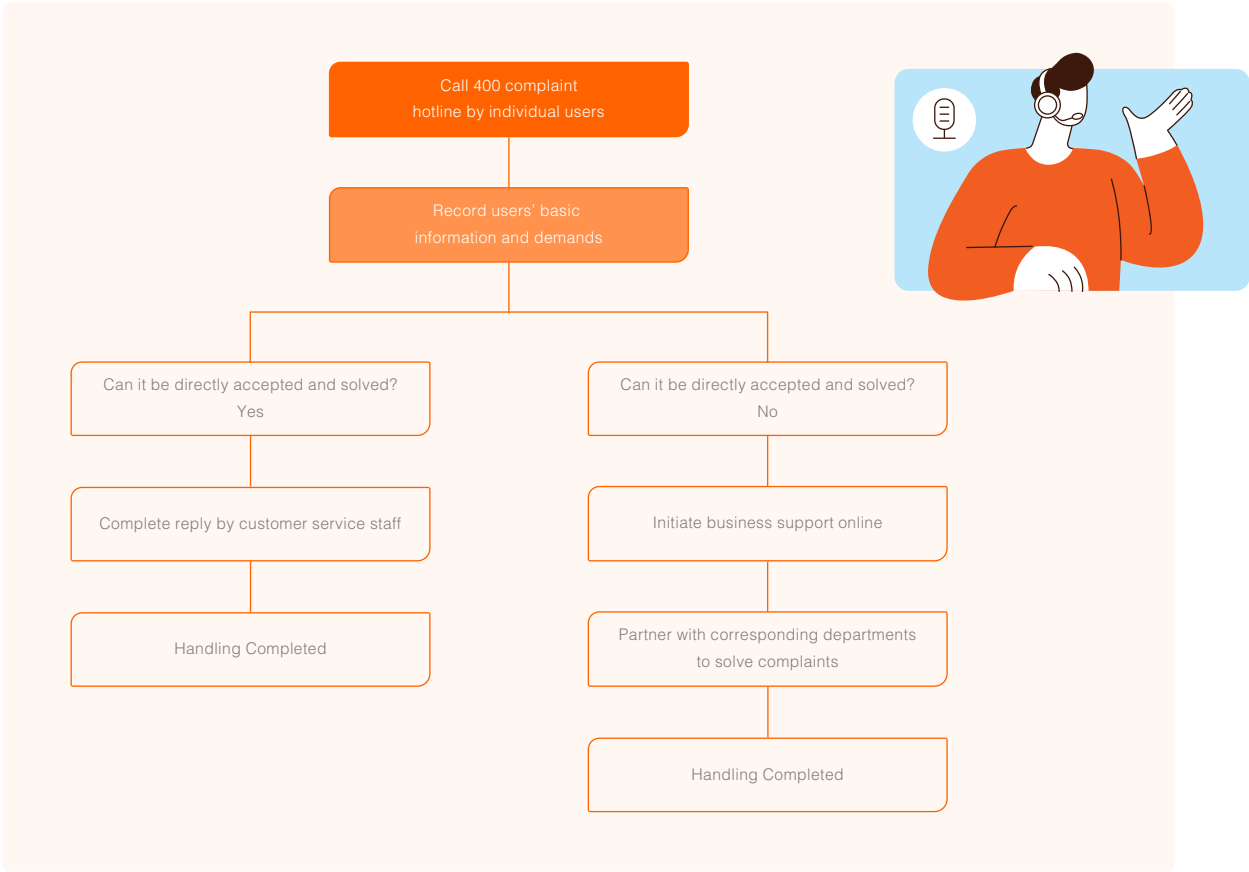 Call 400 complaint
hotline by individual users
Record users’ basic
information and demands
Can it be directly accepted and solved?
Yes
Complete reply by customer service staff
Handling Completed
Can it be directly accepted and solved?
No
Initiate business support online
Partner with corresponding departments
to solve complaints
Handling Completed